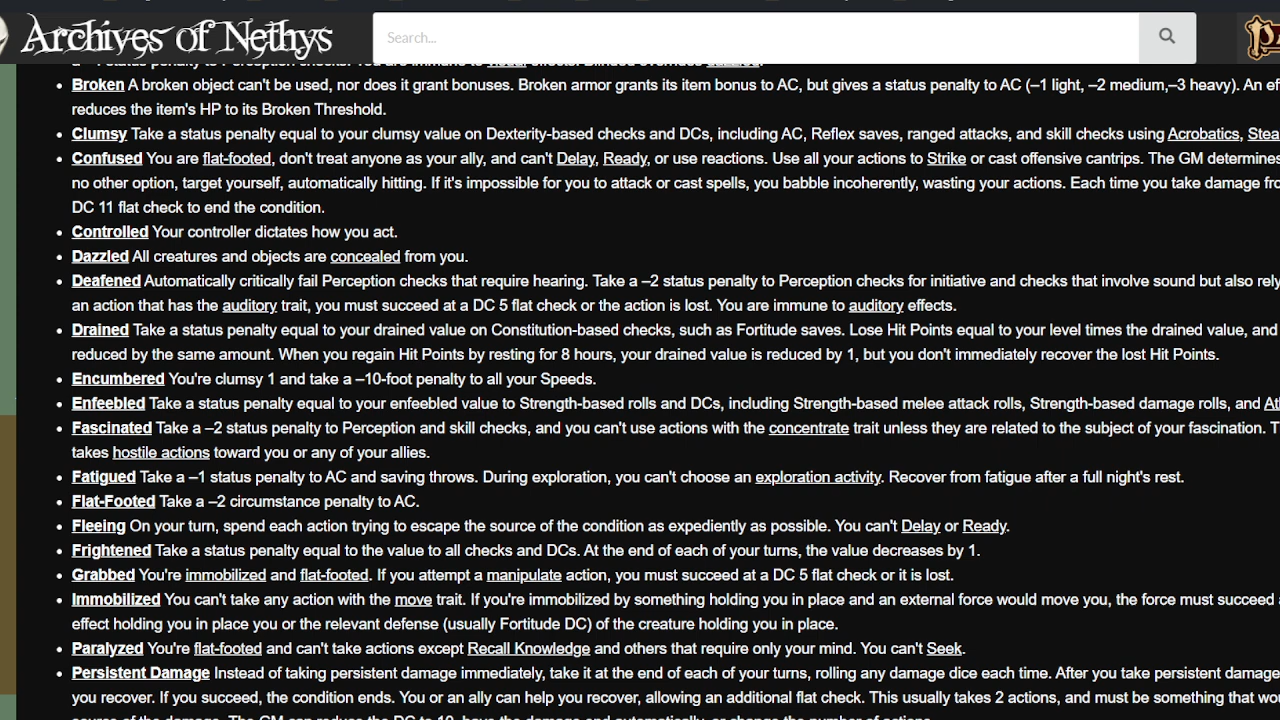 Archives of Nethys
Search...
Broken A broken object can't be used, nor does it grant bonuses. Broken armor grants its item bonus to AC, but gives a status penalty to AC (–1 light, –2 medium,–3 heavy). An
reduces the item's HP to its Broken Threshold.
Clumsy Take a status penalty equal to your clumsy value on Dexterity-based checks and DCs, including AC, Reflex saves, ranged attacks, and skill checks using Acrobatics,
Confused You are flat-footed, don't treat anyone as your ally, and can't Delay, Ready, or use reactions. Use all your actions to Strike or cast offensive cantrips. The GM determines
no other option, target yourself, automatically hitting. If it's impossible for you to attack or cast spells, you babble incoherently, wasting your actions. Each time you take damage
DC 11 flat check to end the condition.
Controlled Your controller dictates how you act.
Dazzled All creatures and objects are concealed from you.
Deafened Automatically critically fail Perception checks that require hearing. Take a –2 status penalty to Perception checks for initiative and checks that involve sound but also rely
an action that has the auditory trait, you must succeed at a DC 5 flat check or the action is lost. You are immune to auditory effects.
Drained Take a status penalty equal to your drained value on Constitution-based checks, such as Fortitude saves. Lose Hit Points equal to your level times the drained value, and
reduced by the same amount. When you regain Hit Points by resting for 8 hours, your drained value is reduced by 1, but you don't immediately recover the lost Hit Points.
Encumbered You're clumsy 1 and take a –10-foot penalty to all your Speeds.
Enfeebled Take a status penalty equal to your enfeebled value to Strength-based rolls and DCs, including Strength-based melee attack rolls, Strength-based damage rolls, and
Fascinated Take a –2 status penalty to Perception and skill checks, and you can't use actions with the concentrate trait unless they are related to the subject of your fascination.
takes hostile actions toward you or any of your allies.
Fatigued Take a –1 status penalty to AC and saving throws. During exploration, you can't choose an exploration activity. Recover from fatigue after a full night's rest.
Flat-Footed Take a –2 circumstance penalty to AC.
Fleeing On your turn, spend each action trying to escape the source of the condition as expediently as possible. You can't Delay or Ready.
Frightened Take a status penalty equal to the value to all checks and DCs. At the end of each of your turns, the value decreases by 1.
Grabbed You're immobilized and flat-footed. If you attempt a manipulate action, you must succeed at a DC 5 flat check or it is lost.
Immobilized You can't take any action with the move trait. If you're immobilized by something holding you in place and an external force would move you, the force must succeed
effect holding you in place you or the relevant defense (usually Fortitude DC) of the creature holding you in place.
Paralyzed You're flat-footed and can't take actions except Recall Knowledge and others that require only your mind. You can't Seek.
Persistent Damage Instead of taking persistent damage immediately, take it at the end of each of your turns, rolling any damage dice each time. After you take persistent damage
you recover. If you succeed, the condition ends. You or an ally can help you recover, allowing an additional flat check. This usually takes 2 actions, and must be something that